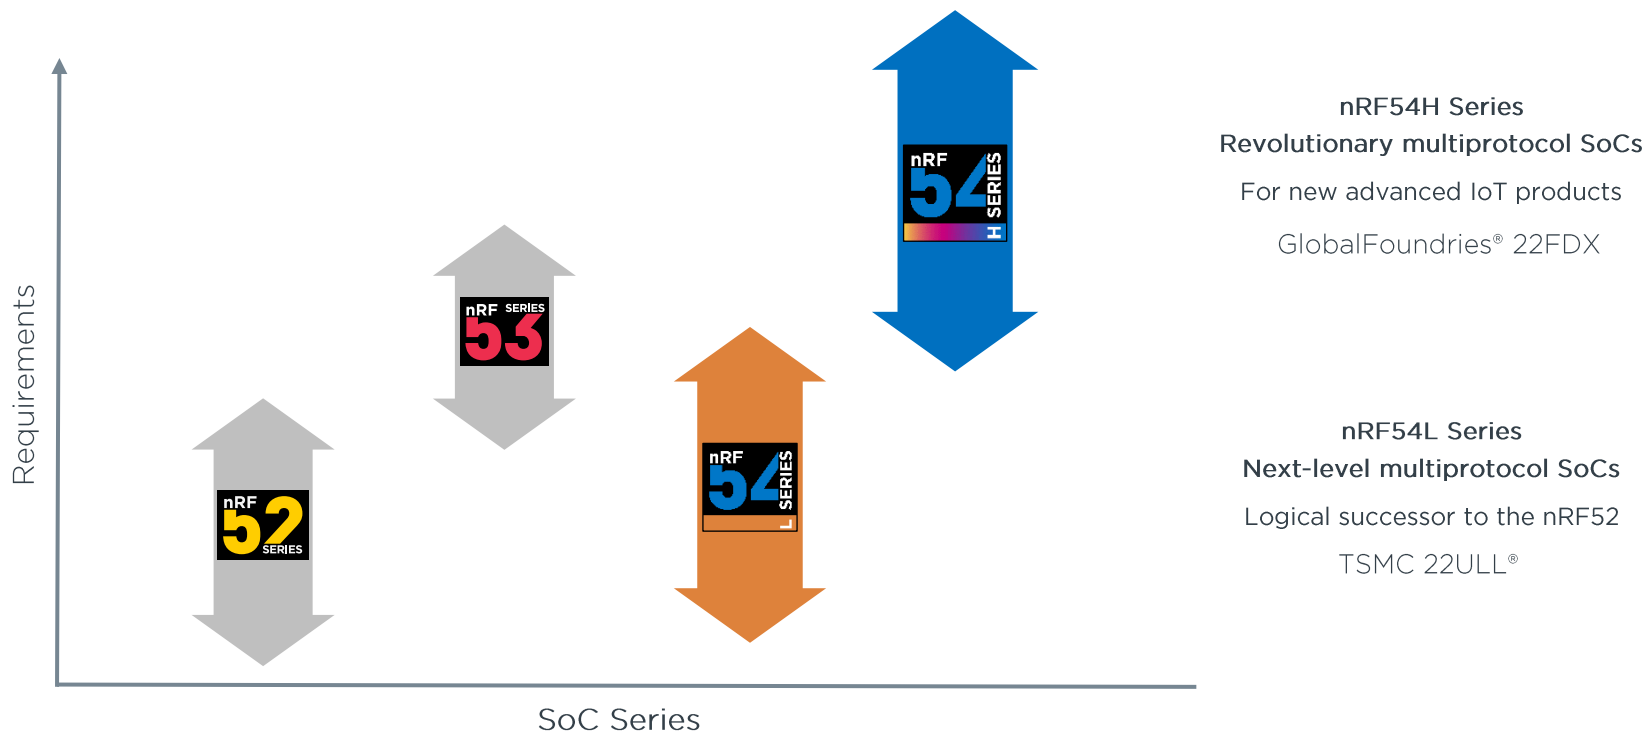 Requirements
nRF
52
SERIES
nRF SERIES
53
nRF
54
SERIES
L
nRF
54
SERIES
H
nRF54H Series
Revolutionary multiprotocol SoCs
For new advanced IoT products
GlobalFoundries® 22FDX
nRF54L Series
Next-level multiprotocol SoCs
Logical successor to the nRF52
TSMC 22ULL®
SoC Series